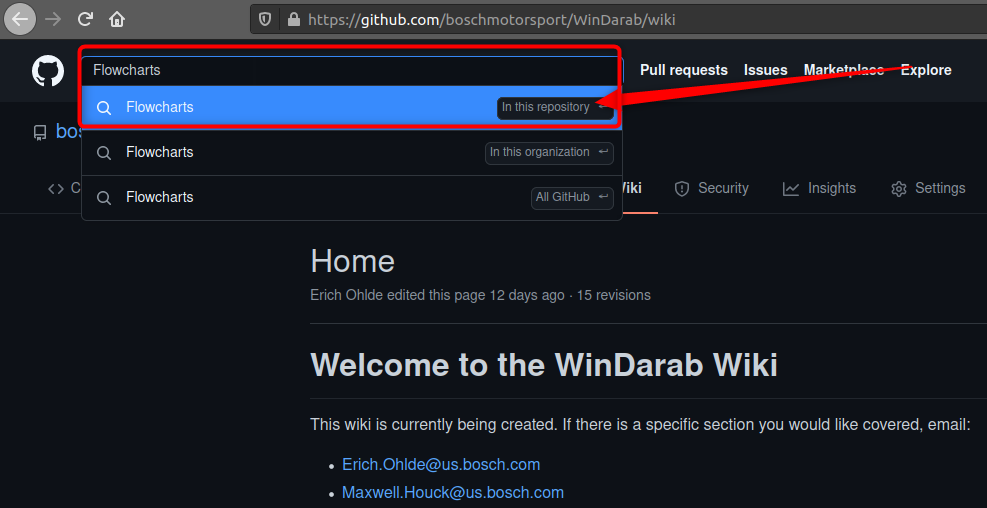 https://github.com/boschmotorsport/WinDarab/wiki
Flowcharts
Pull requests Issues Marketplace Explore
Flowcharts In this repository
Flowcharts In this organization
Flowcharts All GitHub
Security Insights Settings
Home
Erich Ohlde edited this page 12 days ago · 15 revisions
Welcome to the WinDarab Wiki
This wiki is currently being created. If there is a specific section you would like covered, email:
• Erich.Ohlde@us.bosch.com
• Maxwell.Houck@us.bosch.com